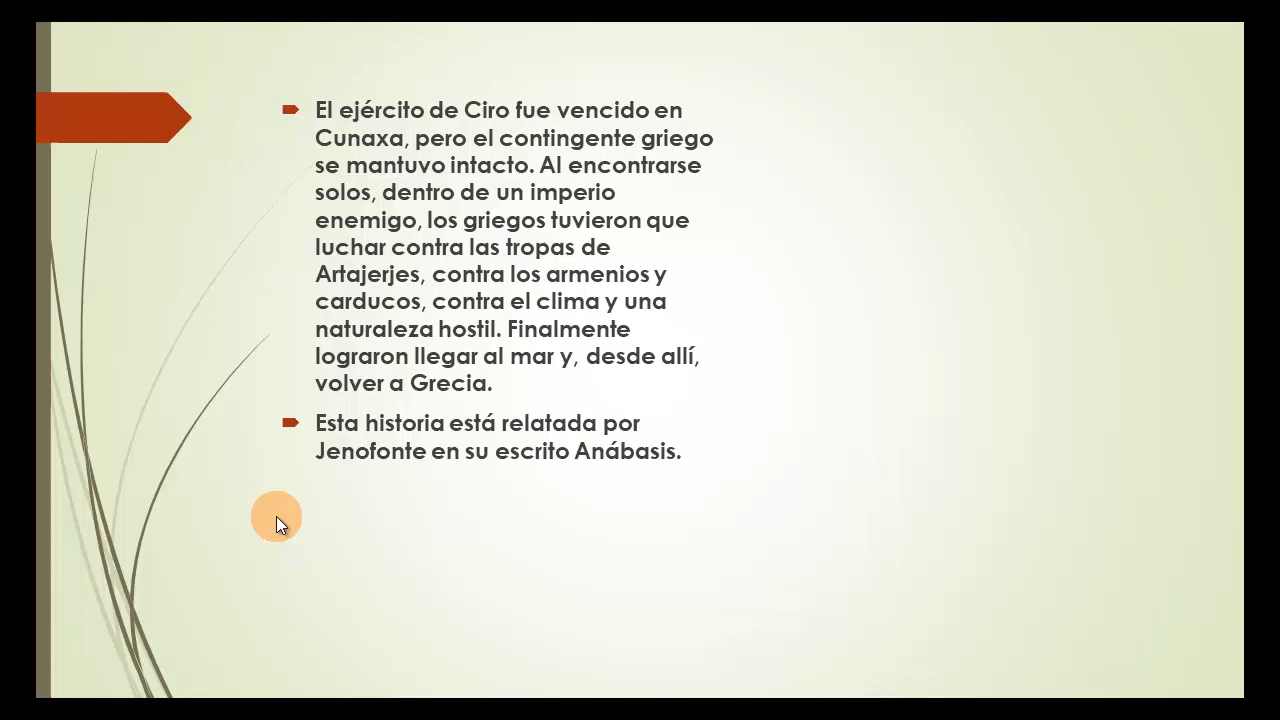 El ejército de Ciro fue vencido en
Cunaxa, pero el contingente griego
se mantuvo intacto. Al encontrarse
solos, dentro de un imperio
enemigo, los griegos tuvieron que
luchar contra las tropas de
Artajerjes, contra los armenios y
carducos, contra el clima y una
naturaleza hostil. Finalmente
lograron llegar al mar y, desde allí,
volver a Grecia.
Esta historia está relatada por
Jenofonte en su escrito Anábasis.